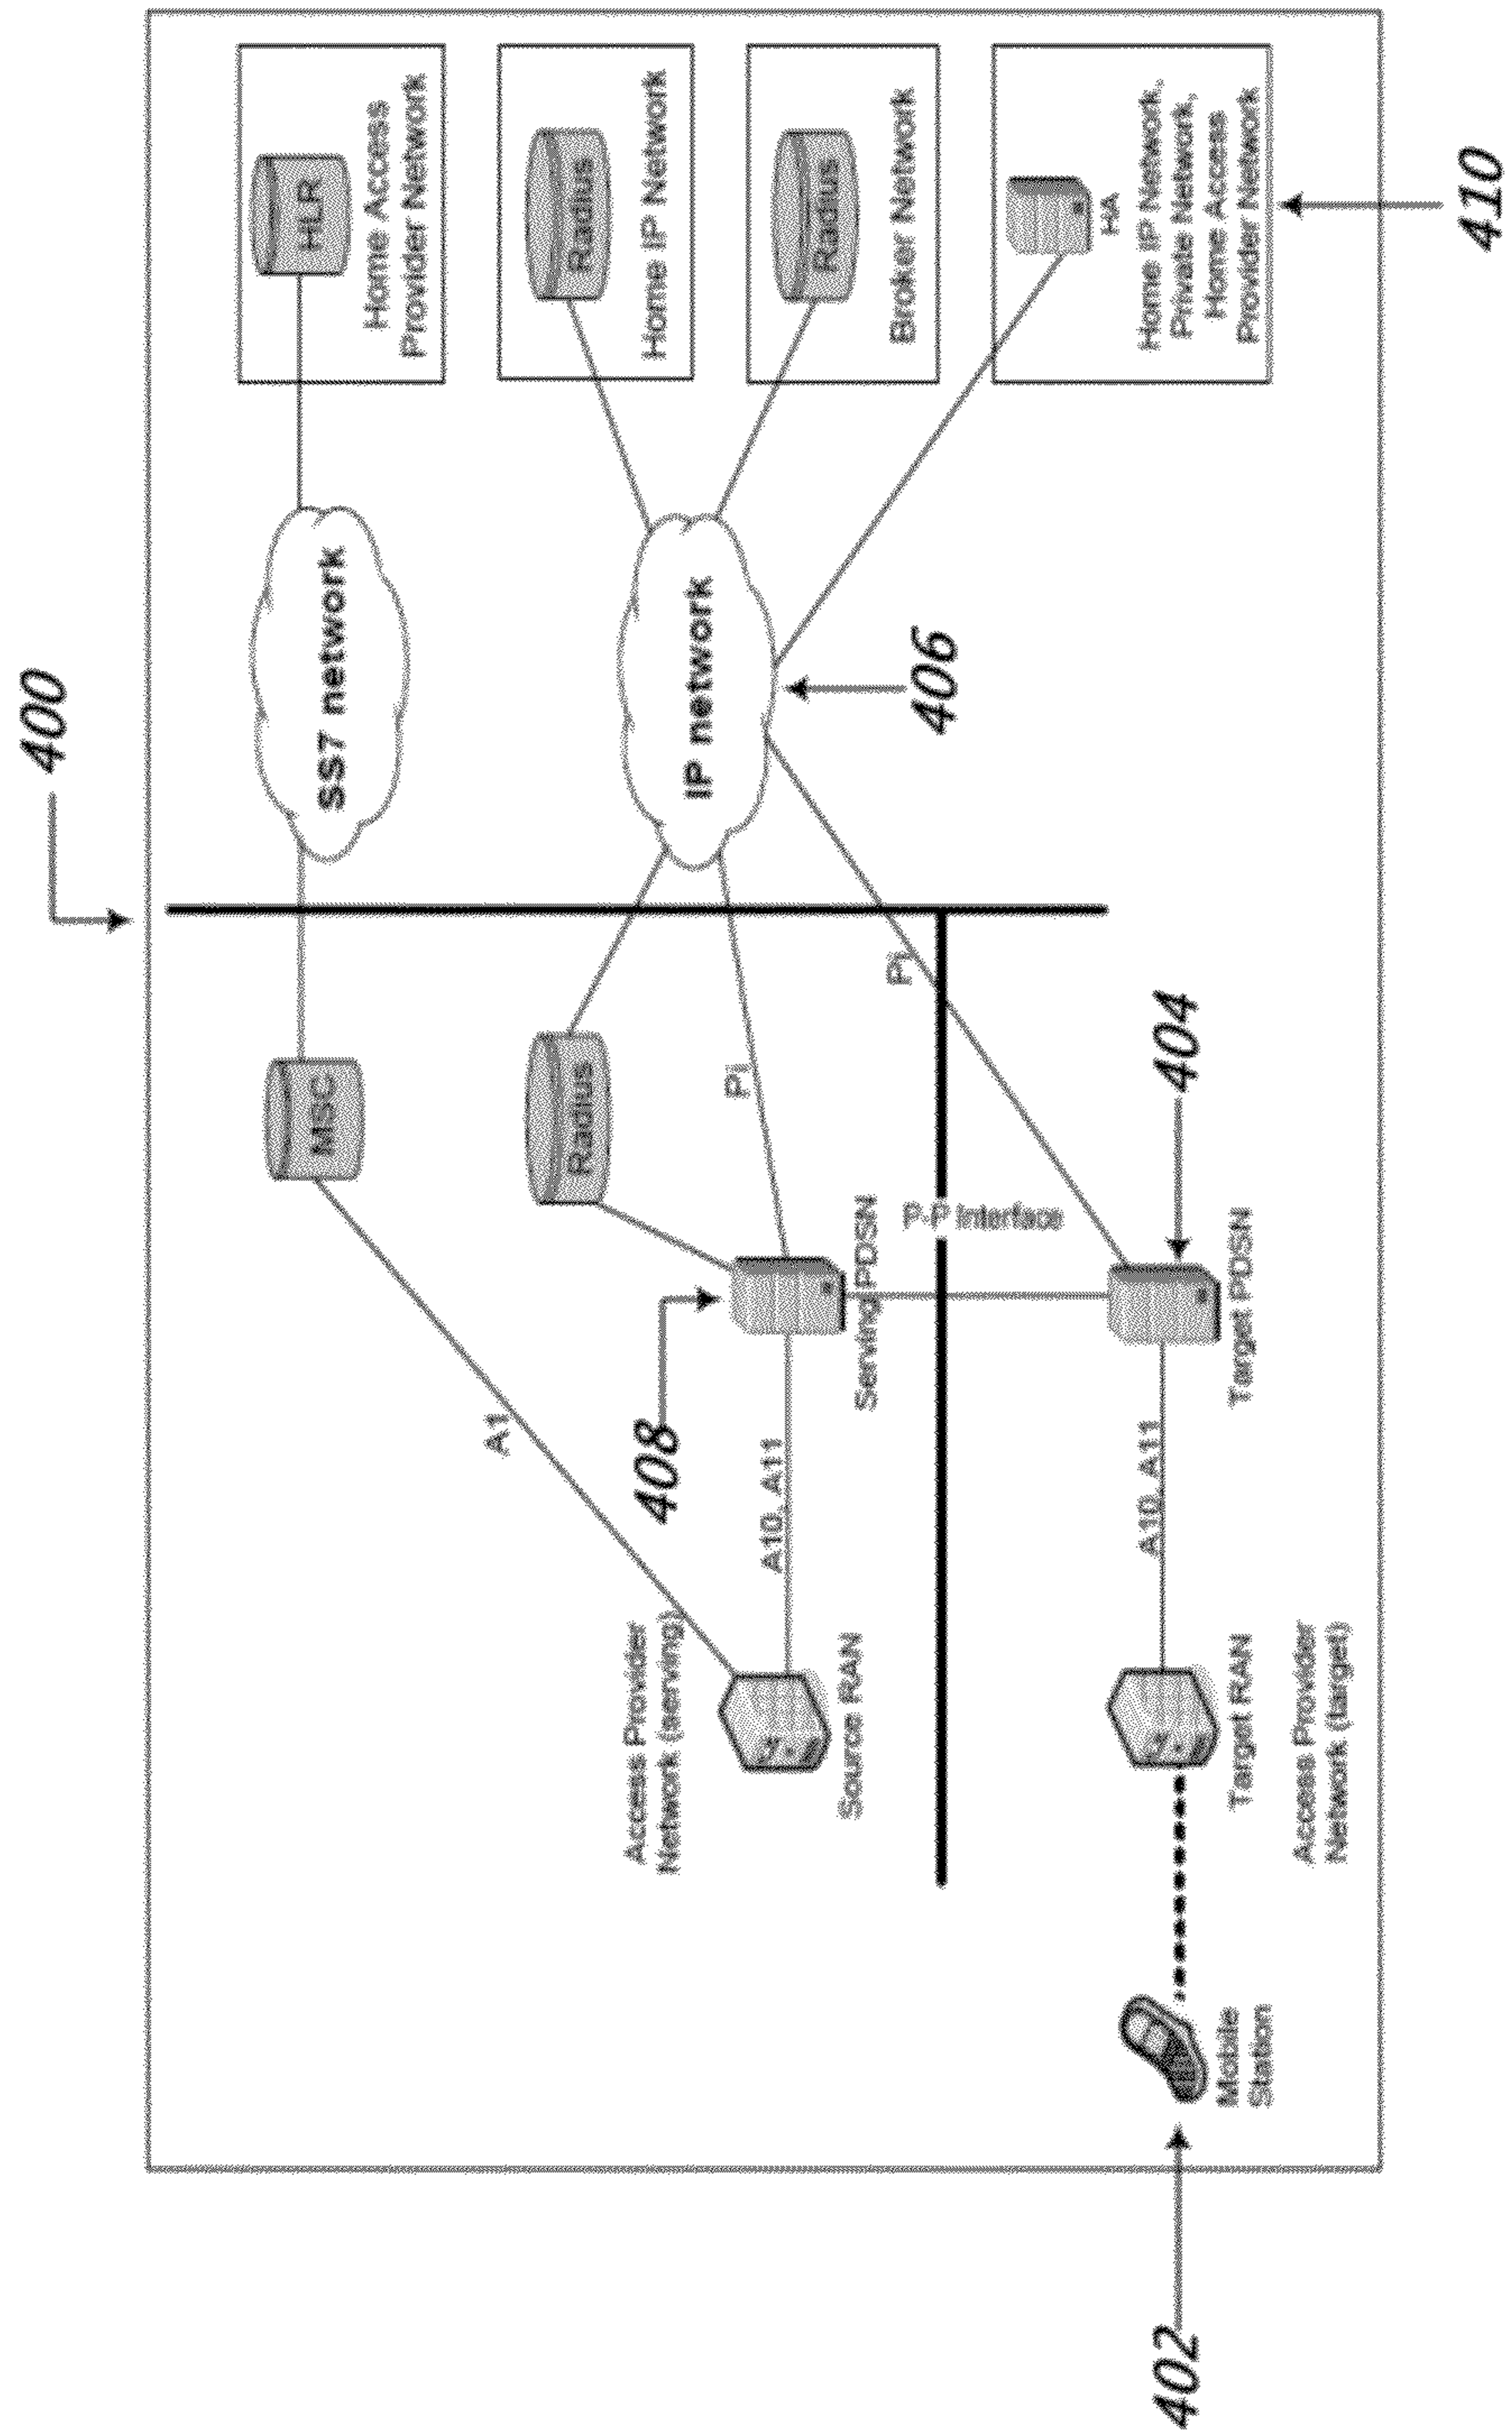 400
HLR
Home Access
Provider Network
SS7 network
MSC
Radius
Home IP Network
Radius
Broker Network
IP network
406
HA
Home IP Network,
Private Network,
Home Access
Provider Network
410
Radius
Pi
Pi
A1
408
A10, A11
Serving PDSN
P-P Interface
Access Provider
Network (serving)
Source RAN
404
Target PDSN
A10, A11
Target RAN
Access Provider
Network (target)
Mobile
Station
402